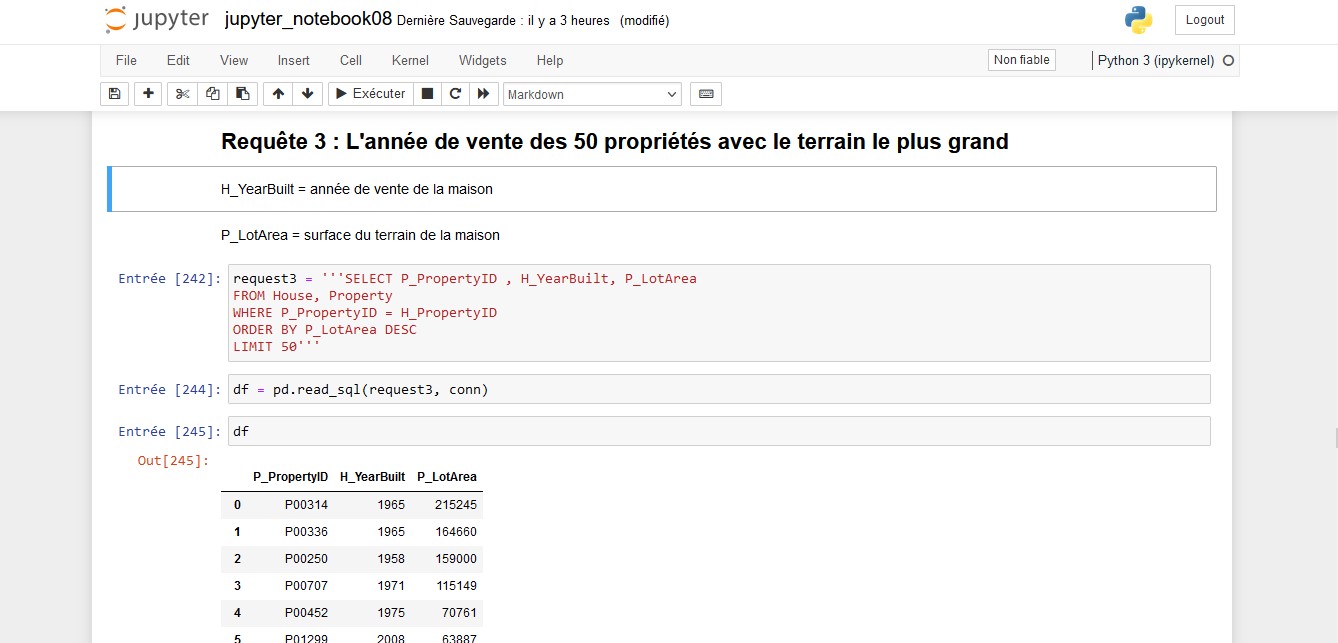 jupyter jupyter_notebook08 Dernière Sauvegarde : il y a 3 heures (modifié) Logout
File Edit View Insert Cell Kernel Widgets Help Non fiable Python 3 (ipykernel)
Exécuter Markdown
Requête 3 : L'année de vente des 50 propriétés avec le terrain le plus grand
H_YearBuilt = année de vente de la maison
P_LotArea = surface du terrain de la maison
Entrée [242]: request3 = '''SELECT P_PropertyID , H_YearBuilt, P_LotArea
FROM House, Property
WHERE P_PropertyID = H_PropertyID
ORDER BY P_LotArea DESC
LIMIT 50'''
Entrée [244]: df = pd.read_sql(request3, conn)
Entrée [245]: df
Out[245]:
P_PropertyID H_YearBuilt P_LotArea
0 P00314 1965 215245
1 P00336 1965 164660
2 P00250 1958 159000
3 P00707 1971 115149
4 P00452 1975 70761
5 P01299 2008 63887